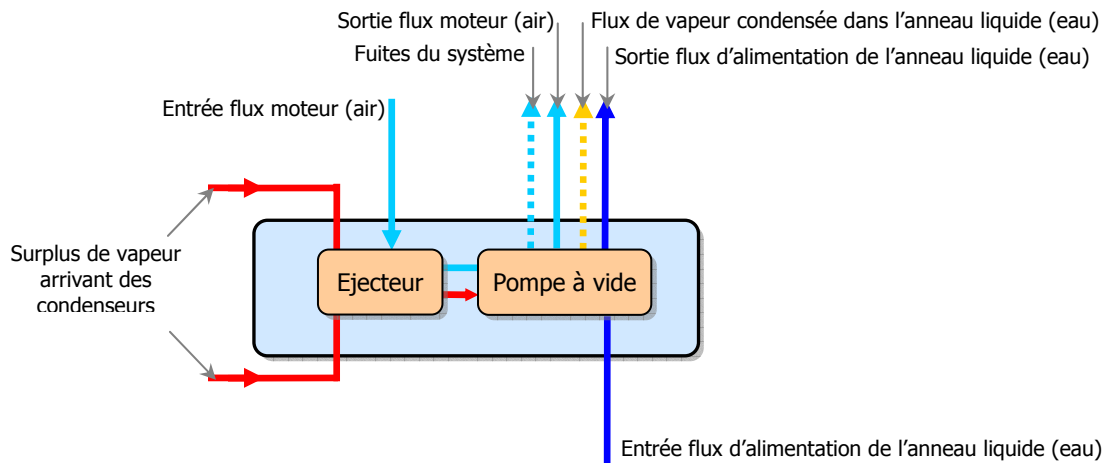 Sortie flux moteur (air)
Flux de vapeur condensée dans l’anneau liquide (eau)
Fuites du système
Sortie flux d’alimentation de l’anneau liquide (eau)
Entrée flux moteur (air)
Surplus de vapeur
arrivant des
condenseurs
Ejecteur
Pompe à vide
Entrée flux d’alimentation de l’anneau liquide (eau)